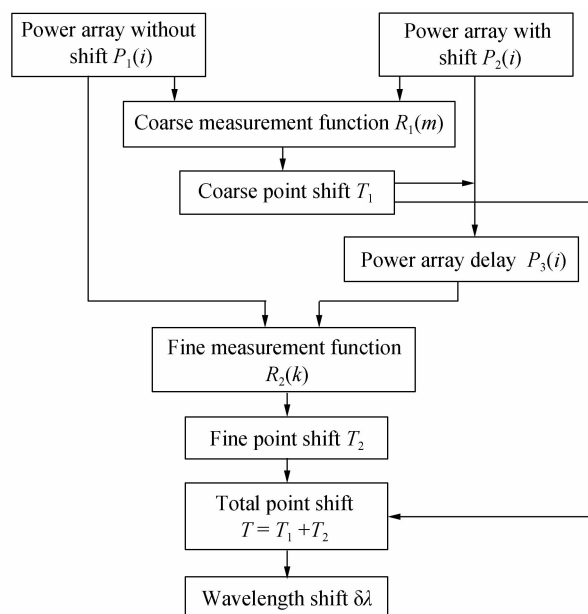 Power array without
shift P₁(i)
Power array with
shift P₂(i)
Coarse measurement function R₁(m)
Coarse point shift T₁
Power array delay P₃(i)
Fine measurement function
R₂(k)
Fine point shift T₂
Total point shift
T = T₁ +T₂
Wavelength shift δλ